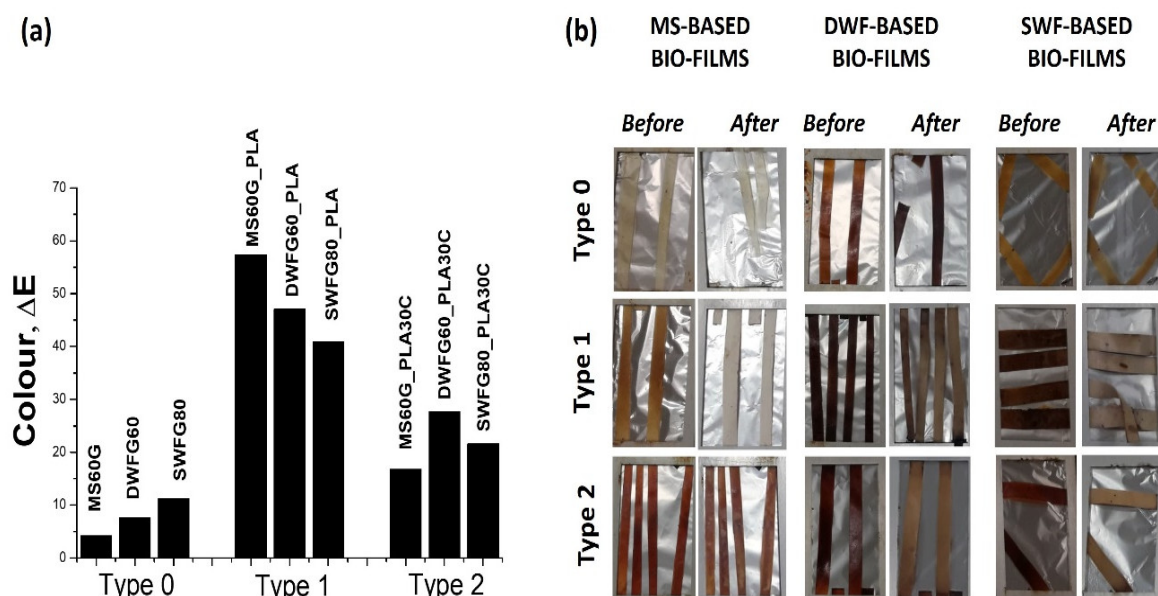 (a)
Colour, ΔE
70
60
50
40
30
20
10
0
MS60G
DWFG60
SWFG80
MS60G_PLA
DWFG60_PLA
SWFG80_PLA
MS60G_PLA30C
DWFG60_PLA30C
SWFG80_PLA30C
Type 0
Type 1
Type 2
(b)
MS-BASED
BIO-FILMS
DWF-BASED
BIO-FILMS
SWF-BASED
BIO-FILMS
Before
After
Before
After
Before
After
Type 0
Type 1
Type 2